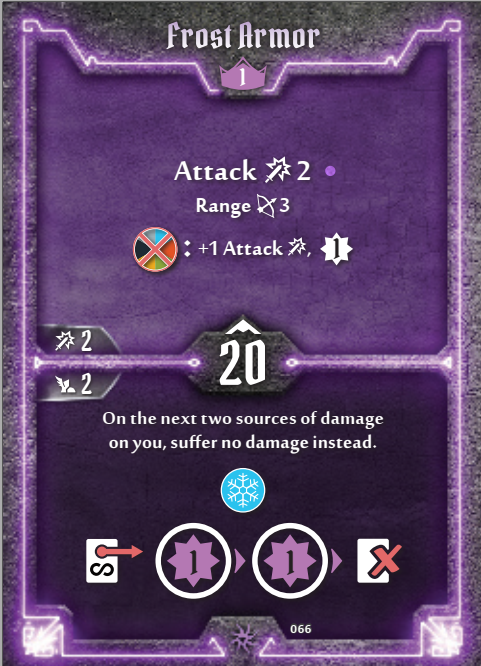 Frost Armor
1
Attack 2
Range 3
: +1 Attack , 1
2
20
2
On the next two sources of damage
on you, suffer no damage instead.
1 1
066